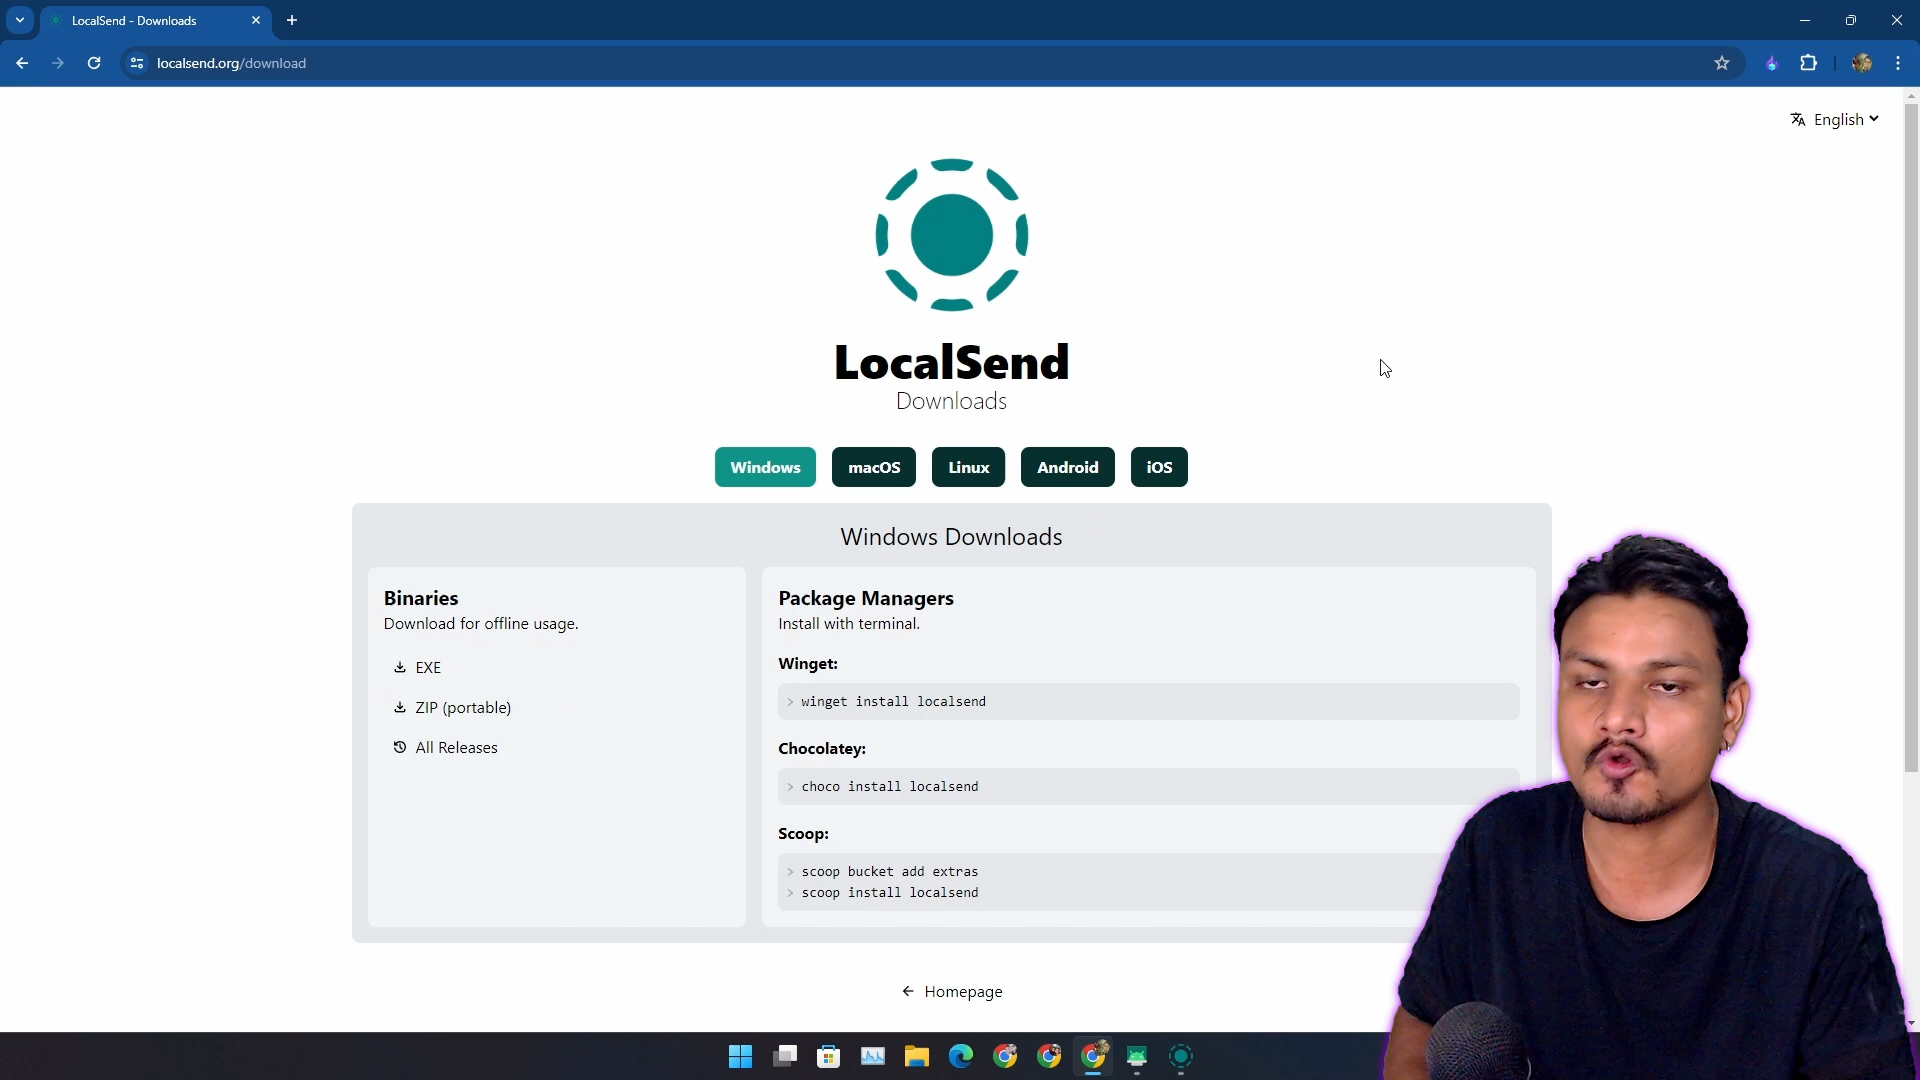 LocalSend - Downloads
localsend.org/download
English
LocalSend
Downloads
Windows
macOS
Linux
Android
iOS
Windows Downloads
Binaries
Download for offline usage.
EXE
ZIP (portable)
All Releases
Package Managers
Install with terminal.
Winget:
> winget install localsend
Chocolatey:
> choco install localsend
Scoop:
> scoop bucket add extras
> scoop install localsend
← Homepage